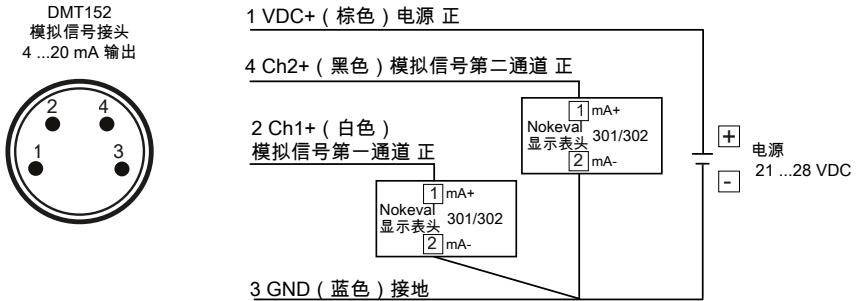 DMT152
模拟信号接头
4 ...20 mA 输出
2
4
1
3
1 VDC+ ( 棕色 ) 电源 正
4 Ch2+ ( 黑色 ) 模拟信号第二通道 正
1 mA+
Nokeval
显示表头
301/302
2 mA-
2 Ch1+ ( 白色 )
模拟信号第一通道 正
1 mA+
Nokeval
显示表头
301/302
2 mA-
+
-
电源
21 ...28 VDC
3 GND ( 蓝色 ) 接地